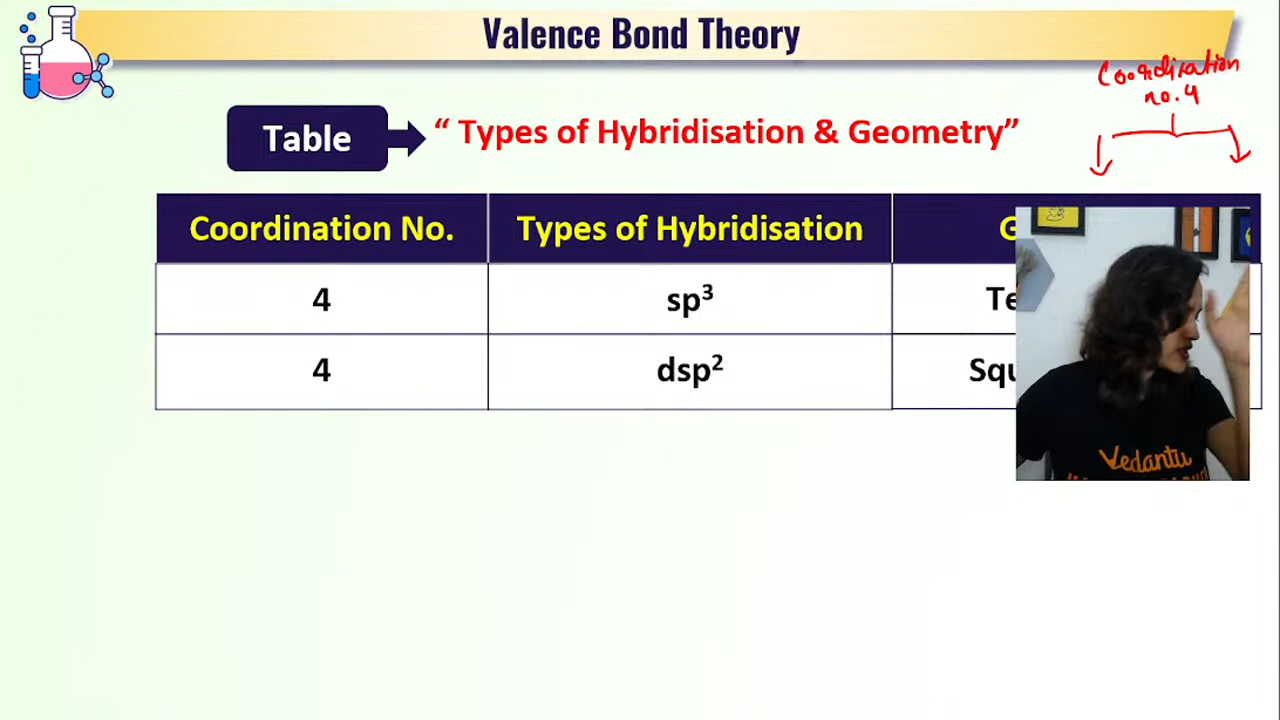 Valence Bond Theory
Coordination
no. 4
Table
“ Types of Hybridisation & Geometry”
Coordination No. Types of Hybridisation G
4 sp³ Te
4 dsp² Squ
Vedantu